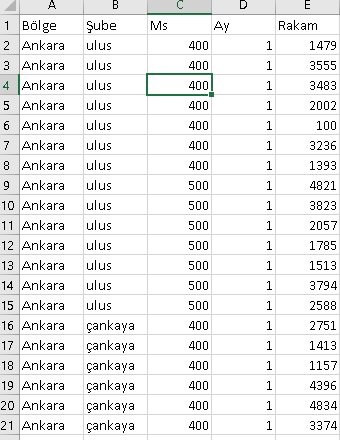 A B C D E
1 Bölge Şube Ms Ay Rakam
2 Ankara ulus 400 1 1479
3 Ankara ulus 400 1 3555
4 Ankara ulus 400 1 3483
5 Ankara ulus 400 1 2002
6 Ankara ulus 400 1 100
7 Ankara ulus 400 1 3236
8 Ankara ulus 400 1 1393
9 Ankara ulus 500 1 4821
10 Ankara ulus 500 1 3823
11 Ankara ulus 500 1 2057
12 Ankara ulus 500 1 1785
13 Ankara ulus 500 1 1513
14 Ankara ulus 500 1 3794
15 Ankara ulus 500 1 2588
16 Ankara çankaya 400 1 2751
17 Ankara çankaya 400 1 1413
18 Ankara çankaya 400 1 1157
19 Ankara çankaya 400 1 4396
20 Ankara çankaya 400 1 4834
21 Ankara çankaya 400 1 3374